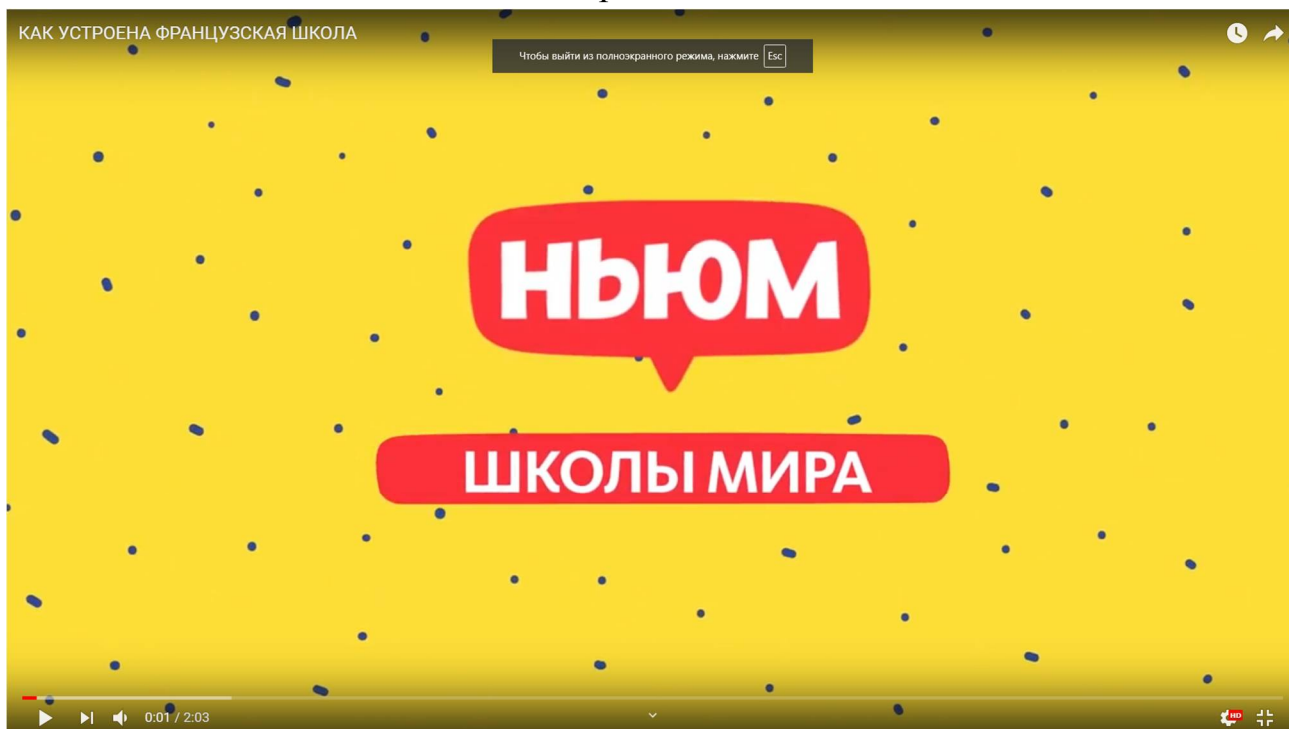 КАК УСТРОЕНА ФРАНЦУЗСКАЯ ШКОЛА
Чтобы выйти из полноэкранного режима, нажмите Esc
НЬЮМ
ШКОЛЫ МИРА
0:01 / 2:03
HD